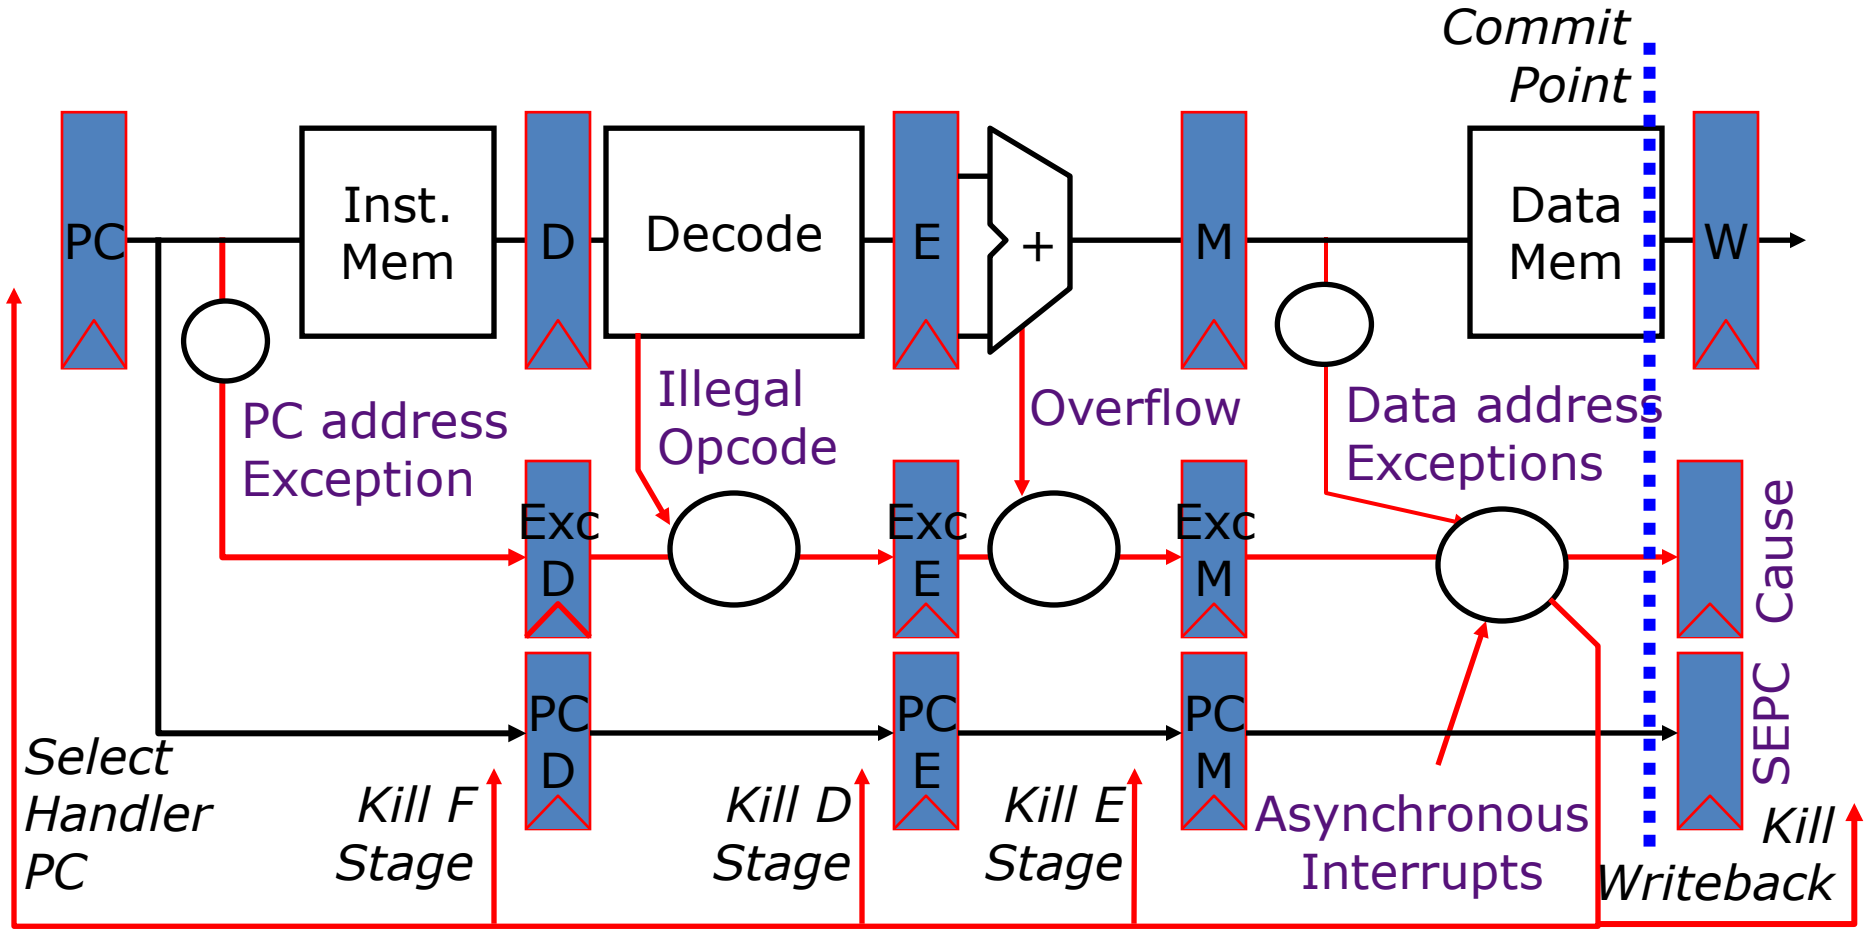 Commit
Point
PC
Inst.
Mem
D
Decode
E
+
M
Data
Mem
W
PC address
Exception
Illegal
Opcode
Overflow
Data address
Exceptions
Exc
D
Exc
E
Exc
M
Cause
PC
D
PC
E
PC
M
SEPC
Select
Handler
PC
Kill F
Stage
Kill D
Stage
Kill E
Stage
Asynchronous
Interrupts
Kill
Writeback